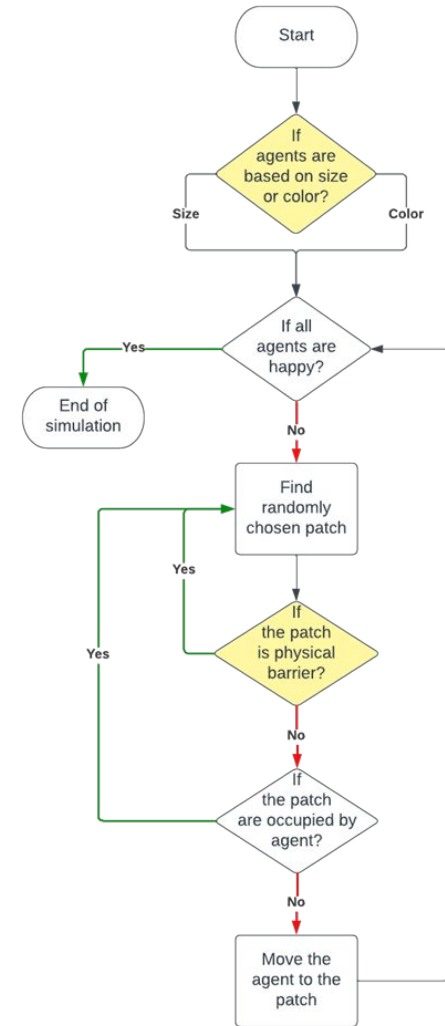 Start
If
agents are
based on size
or color?
Size
Color
If all
agents are
happy?
Yes
End of
simulation
No
Find
randomly
chosen patch
Yes
If
the patch
is physical
barrier?
Yes
No
If
the patch
are occupied by
agent?
No
Move the
agent to the
patch